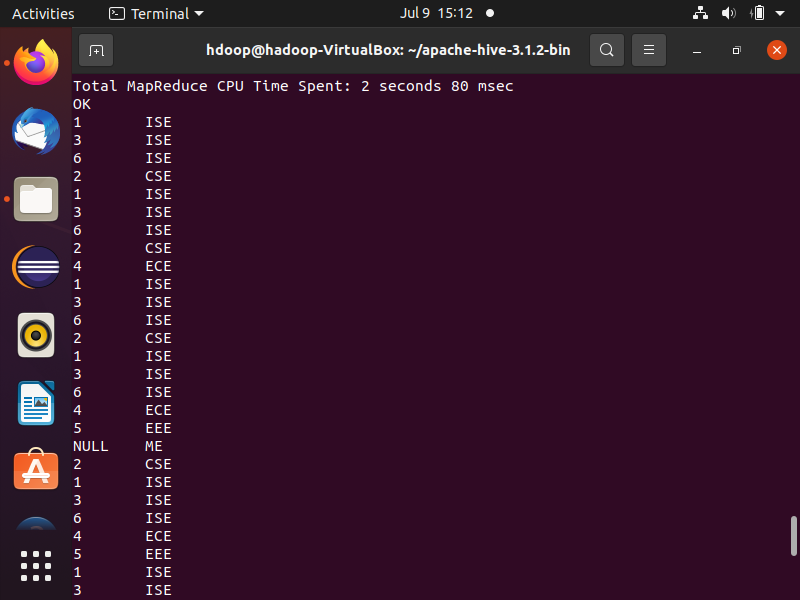 Activities Terminal Jul 9 15:12
hdoop@hadoop-VirtualBox: ~/apache-hive-3.1.2-bin
Total MapReduce CPU Time Spent: 2 seconds 80 msec
OK
1 ISE
3 ISE
6 ISE
2 CSE
1 ISE
3 ISE
6 ISE
2 CSE
4 ECE
1 ISE
3 ISE
6 ISE
2 CSE
1 ISE
3 ISE
6 ISE
4 ECE
5 EEE
NULL ME
2 CSE
1 ISE
3 ISE
6 ISE
4 ECE
5 EEE
1 ISE
3 ISE